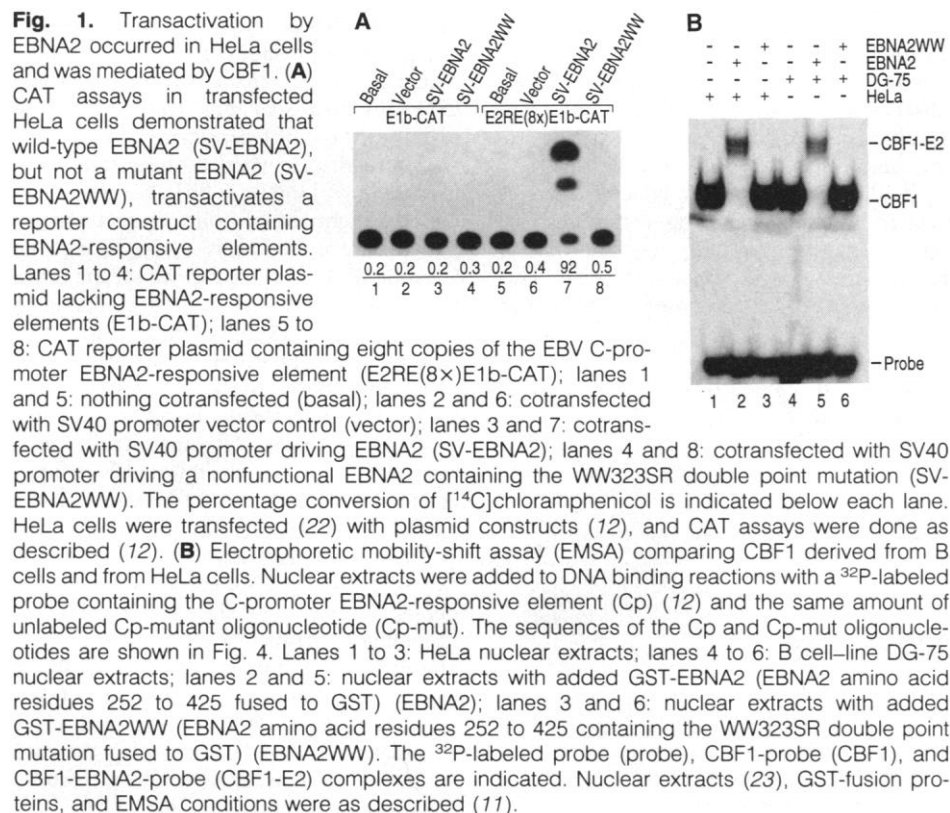 Fig. 1. Transactivation by
EBNA2 occurred in HeLa cells
and was mediated by CBF1. (A)
CAT assays in transfected
HeLa cells demonstrated that
wild-type EBNA2 (SV-EBNA2),
but not a mutant EBNA2 (SV-
EBNA2WW), transactivates a
reporter construct containing
EBNA2-responsive elements.
Lanes 1 to 4: CAT reporter plas-
mid lacking EBNA2-responsive
elements (E1b-CAT); lanes 5 to
8: CAT reporter plasmid containing eight copies of the EBV C-pro-
moter EBNA2-responsive element (E2RE(8×)E1b-CAT); lanes 1
and 5: nothing cotransfected (basal); lanes 2 and 6: cotransfected
with SV40 promoter vector control (vector); lanes 3 and 7: cotrans-
fected with SV40 promoter driving EBNA2 (SV-EBNA2); lanes 4 and 8: cotransfected with SV40
promoter driving a nonfunctional EBNA2 containing the WW323SR double point mutation (SV-
EBNA2WW). The percentage conversion of [¹⁴C]chloramphenicol is indicated below each lane.
HeLa cells were transfected (22) with plasmid constructs (12), and CAT assays were done as
described (12). (B) Electrophoretic mobility-shift assay (EMSA) comparing CBF1 derived from B
cells and from HeLa cells. Nuclear extracts were added to DNA binding reactions with a ³²P-labeled
probe containing the C-promoter EBNA2-responsive element (Cp) (12) and the same amount of
unlabeled Cp-mutant oligonucleotide (Cp-mut). The sequences of the Cp and Cp-mut oligonucle-
otides are shown in Fig. 4. Lanes 1 to 3: HeLa nuclear extracts; lanes 4 to 6: B cell–line DG-75
nuclear extracts; lanes 2 and 5: nuclear extracts with added GST-EBNA2 (EBNA2 amino acid
residues 252 to 425 fused to GST) (EBNA2); lanes 3 and 6: nuclear extracts with added
GST-EBNA2WW (EBNA2 amino acid residues 252 to 425 containing the WW323SR double point
mutation fused to GST) (EBNA2WW). The ³²P-labeled probe (probe), CBF1-probe (CBF1), and
CBF1-EBNA2-probe (CBF1-E2) complexes are indicated. Nuclear extracts (23), GST-fusion pro-
teins, and EMSA conditions were as described (11).
A
Basal Vector SV-EBNA2 SV-EBNA2WW Basal Vector SV-EBNA2 SV-EBNA2WW
E1b-CAT E2RE(8x)E1b-CAT
0.2 0.2 0.2 0.3 0.2 0.4 92 0.5
1 2 3 4 5 6 7 8
B
- - + - - + EBNA2WW
- + - - + - EBNA2
- - - + + + DG-75
+ + + - - - HeLa
–CBF1-E2
–CBF1
–Probe
1 2 3 4 5 6